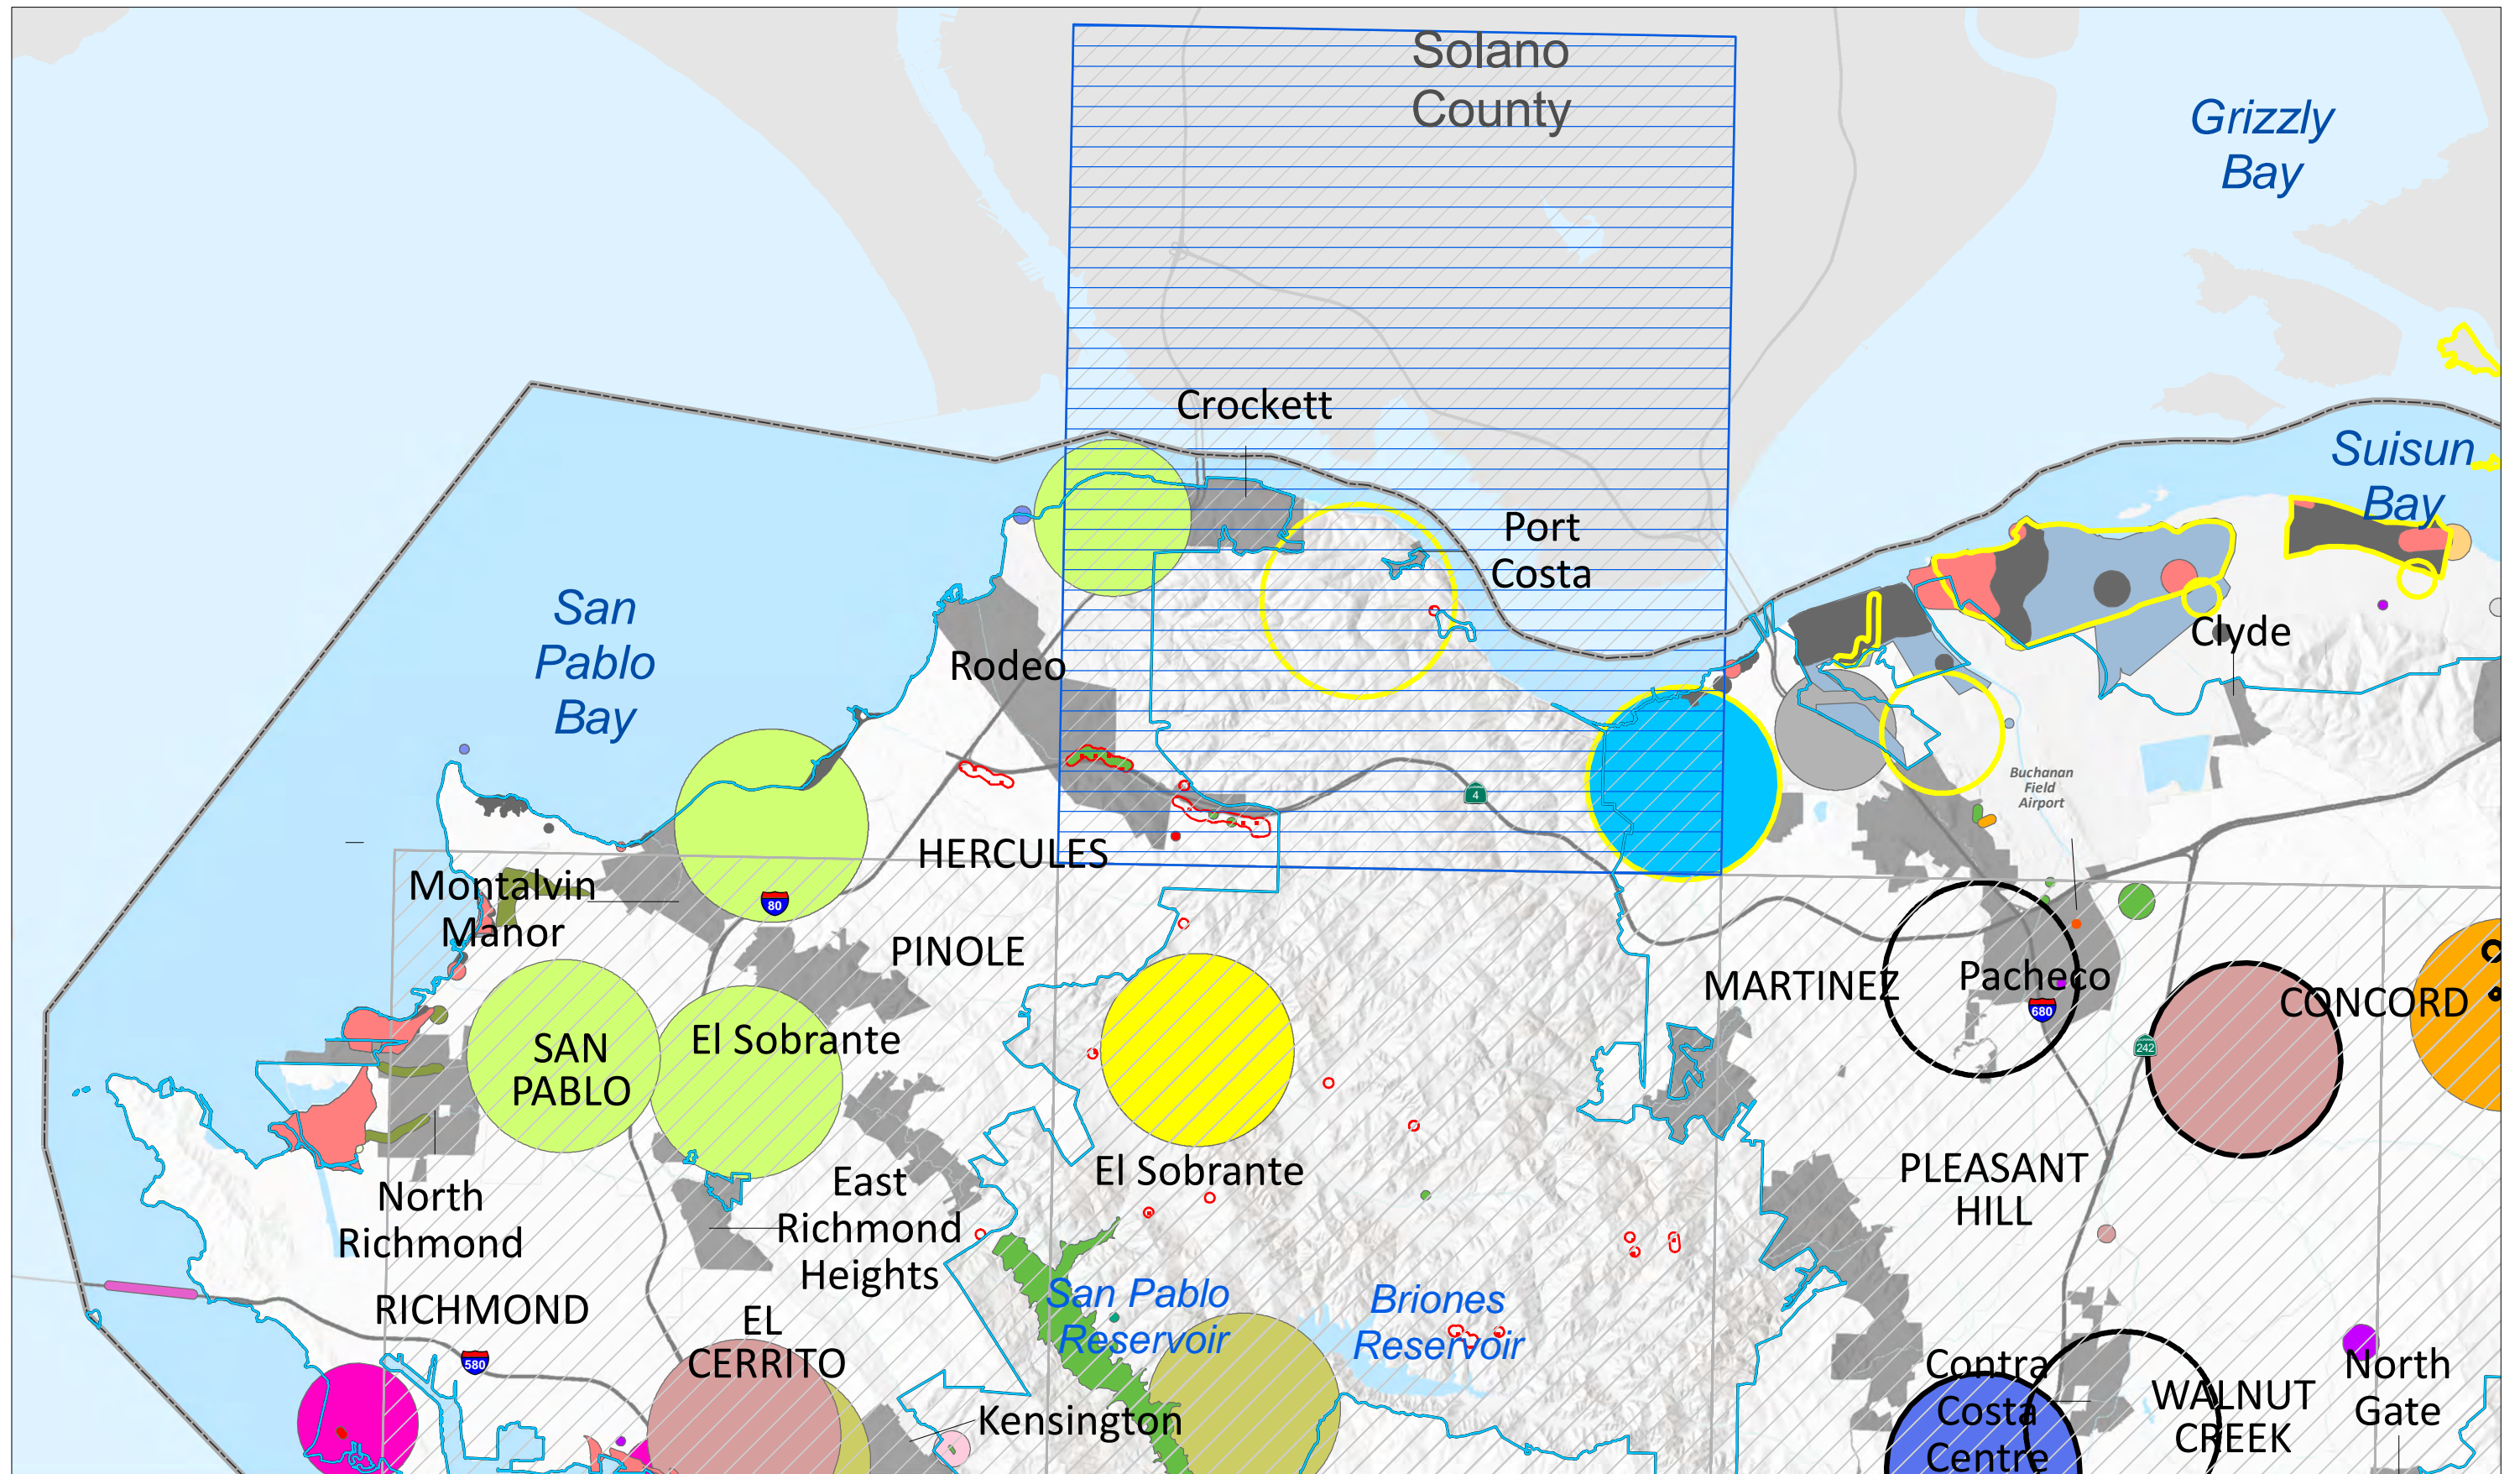 Solano
County
Grizzly
Bay
Crockett
Suisun
Bay
Port
Costa
San
Pablo
Bay
Clyde
Rodeo
Buchanan
Field
Airport
4
HERCULES
Montalvin
Manor
80
PINOLE
MARTINEZ
Pacheco
680
CONCORD
SAN
PABLO
El Sobrante
242
El Sobrante
PLEASANT
HILL
North
Richmond
East
Richmond
Heights
San Pablo
Reservoir
Briones
Reservoir
RICHMOND
580
EL
CERRITO
Kensington
Contra
Costa
Centre
WALNUT
CREEK
North
Gate